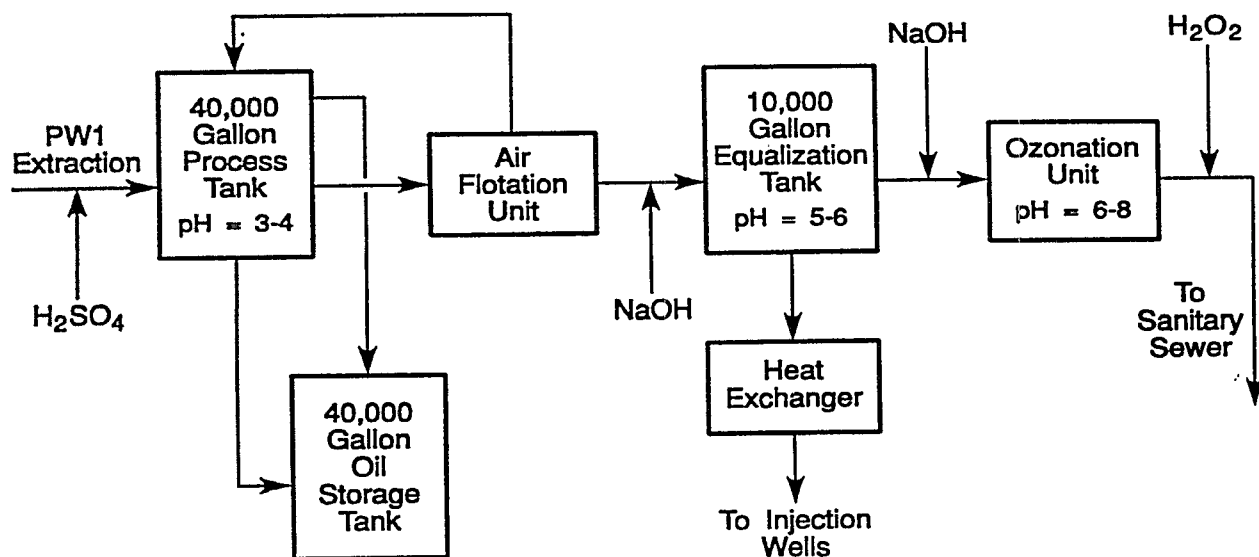 PW1
Extraction
H₂SO₄
40,000
Gallon
Process
Tank
pH = 3-4
40,000
Gallon
Oil
Storage
Tank
Air
Flotation
Unit
NaOH
10,000
Gallon
Equalization
Tank
pH = 5-6
Heat
Exchanger
To Injection
Wells
NaOH
Ozonation
Unit
pH = 6-8
H₂O₂
To
Sanitary
Sewer